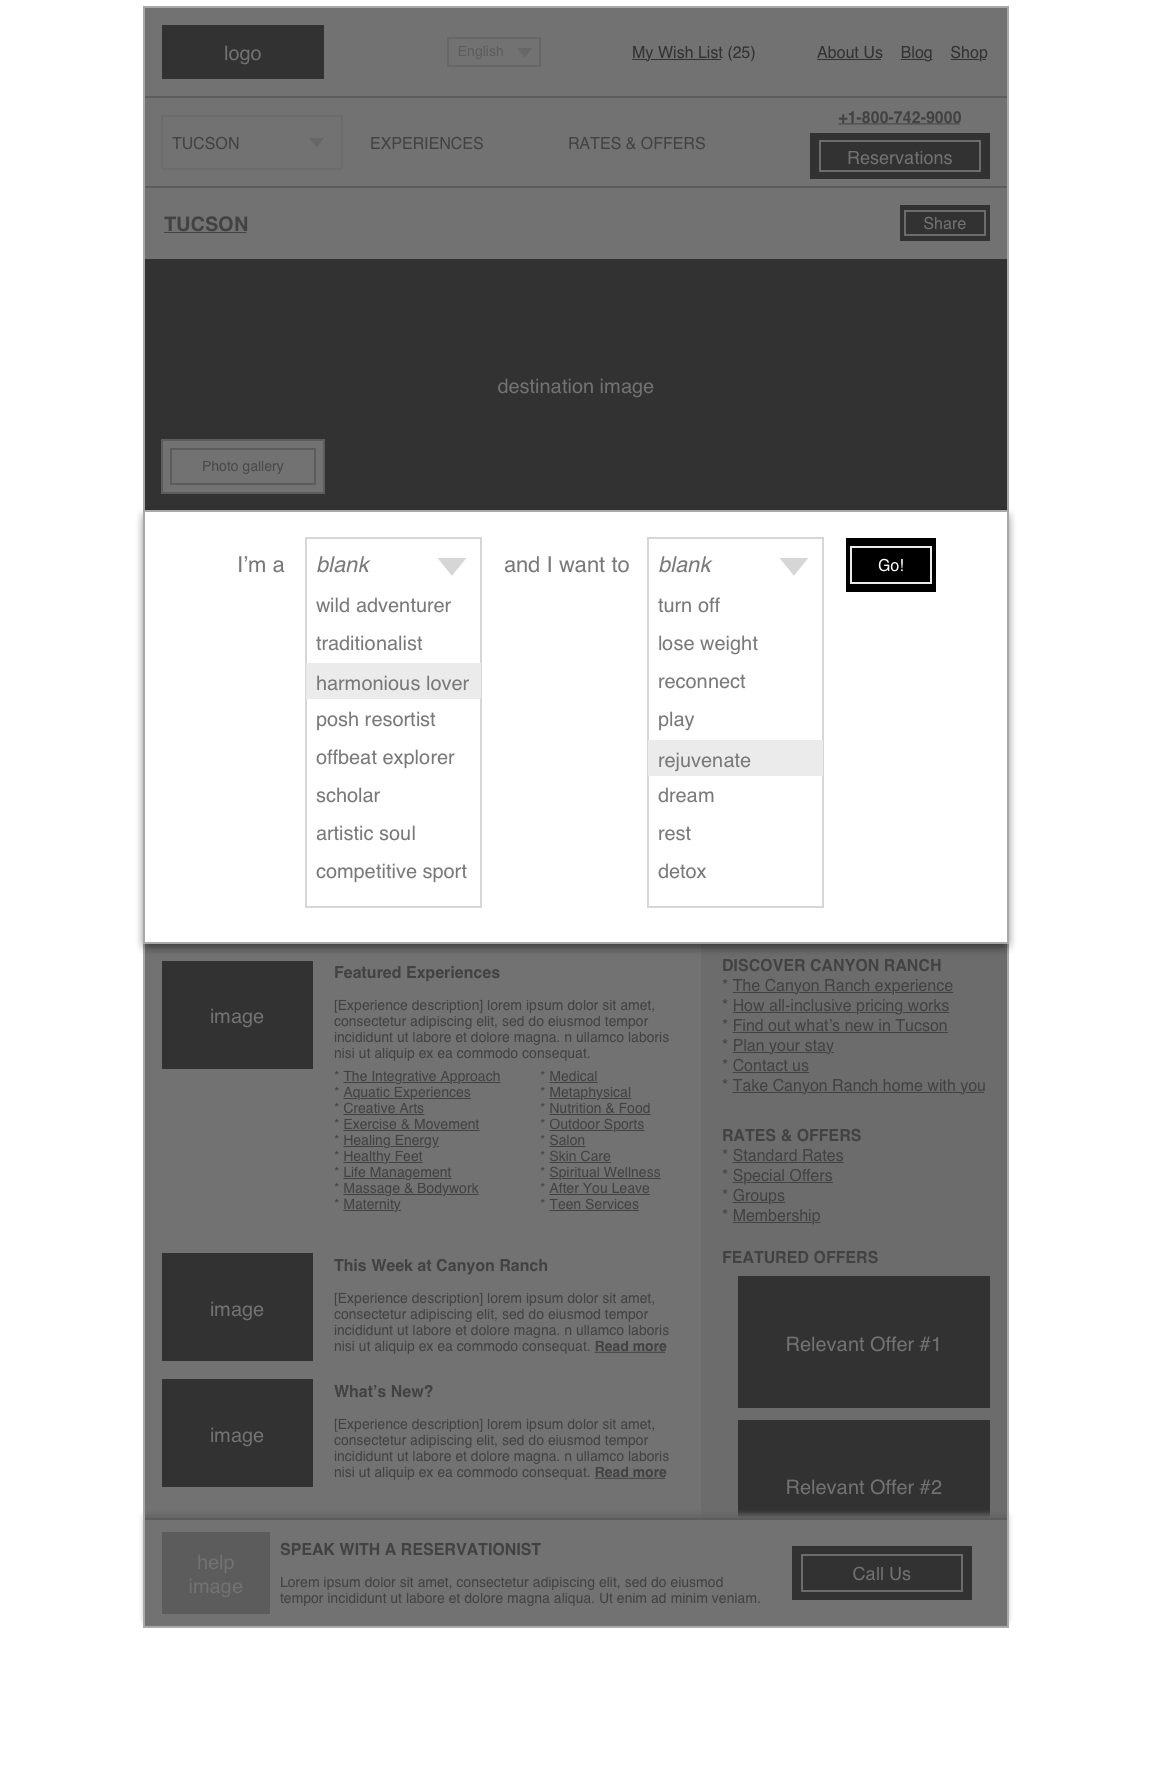 logo
English
My Wish List (25)
About Us Blog Shop
TUCSON
EXPERIENCES
RATES & OFFERS
+1-800-742-9000
Reservations
TUCSON
Share
destination image
Photo gallery
I'm a
blank
wild adventurer
traditionalist
harmonious lover
posh resortist
offbeat explorer
scholar
artistic soul
competitive sport
and I want to
blank
turn off
lose weight
reconnect
play
rejuvenate
dream
rest
detox
Go!
image
Featured Experiences
[Experience description] lorem ipsum dolor sit amet,
consectetur adipiscing elit, sed do eiusmod tempor
incididunt ut labore et dolore magna. n ullamco laboris
nisi ut aliquip ex ea commodo consequat.
* The Integrative Approach
* Aquatic Experiences
* Creative Arts
* Exercise & Movement
* Healing Energy
* Healthy Feet
* Life Management
* Massage & Bodywork
* Maternity
* Medical
* Metaphysical
* Nutrition & Food
* Outdoor Sports
* Salon
* Skin Care
* Spiritual Wellness
* After You Leave
* Teen Services
image
This Week at Canyon Ranch
[Experience description] lorem ipsum dolor sit amet,
consectetur adipiscing elit, sed do eiusmod tempor
incididunt ut labore et dolore magna. n ullamco laboris
nisi ut aliquip ex ea commodo consequat. Read more
image
What's New?
[Experience description] lorem ipsum dolor sit amet,
consectetur adipiscing elit, sed do eiusmod tempor
incididunt ut labore et dolore magna. n ullamco laboris
nisi ut aliquip ex ea commodo consequat. Read more
DISCOVER CANYON RANCH
* The Canyon Ranch experience
* How all-inclusive pricing works
* Find out what's new in Tucson
* Plan your stay
* Contact us
* Take Canyon Ranch home with you
RATES & OFFERS
* Standard Rates
* Special Offers
* Groups
* Membership
FEATURED OFFERS
Relevant Offer #1
Relevant Offer #2
help
image
SPEAK WITH A RESERVATIONIST
Lorem ipsum dolor sit amet, consectetur adipiscing elit, sed do eiusmod
tempor incididunt ut labore et dolore magna aliqua. Ut enim ad minim veniam.
Call Us